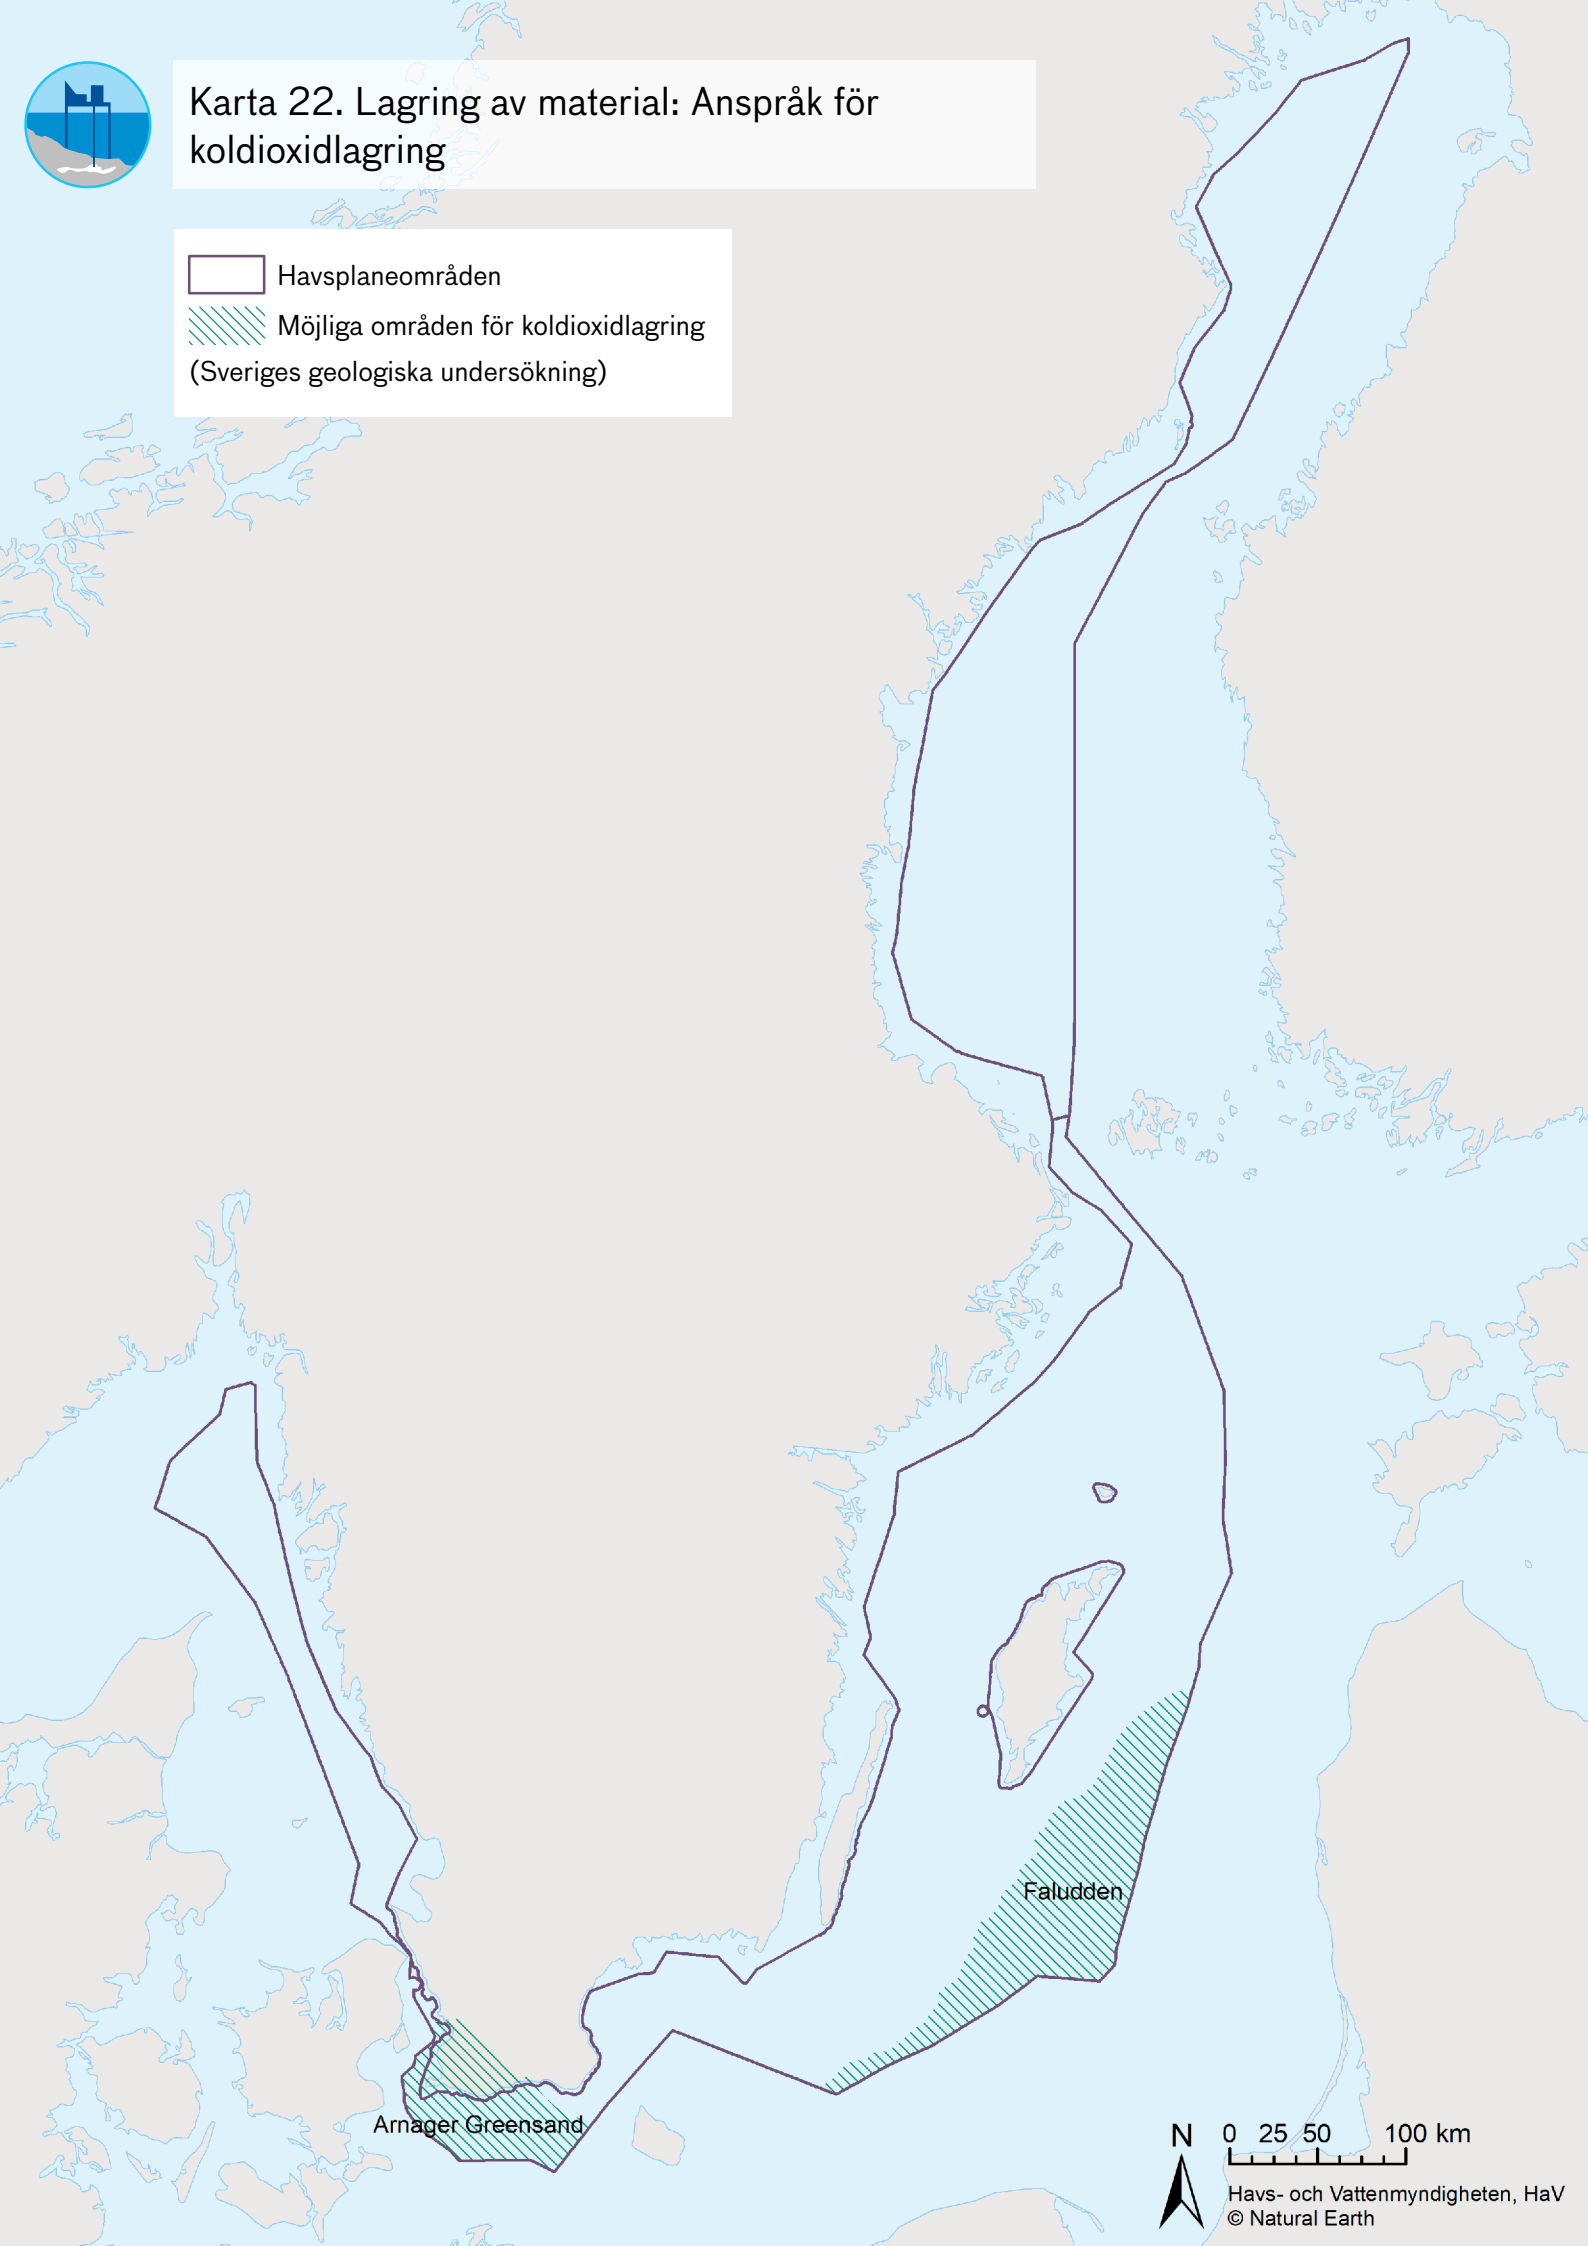 Karta 22. Lagring av material: Anspråk för
koldioxidlagring
Havsplaneområden
Möjliga områden för koldioxidlagring
(Sveriges geologiska undersökning)
Faludden
Arnager Greensand
N
0 25 50 100 km
Havs- och Vattenmyndigheten, HaV
© Natural Earth